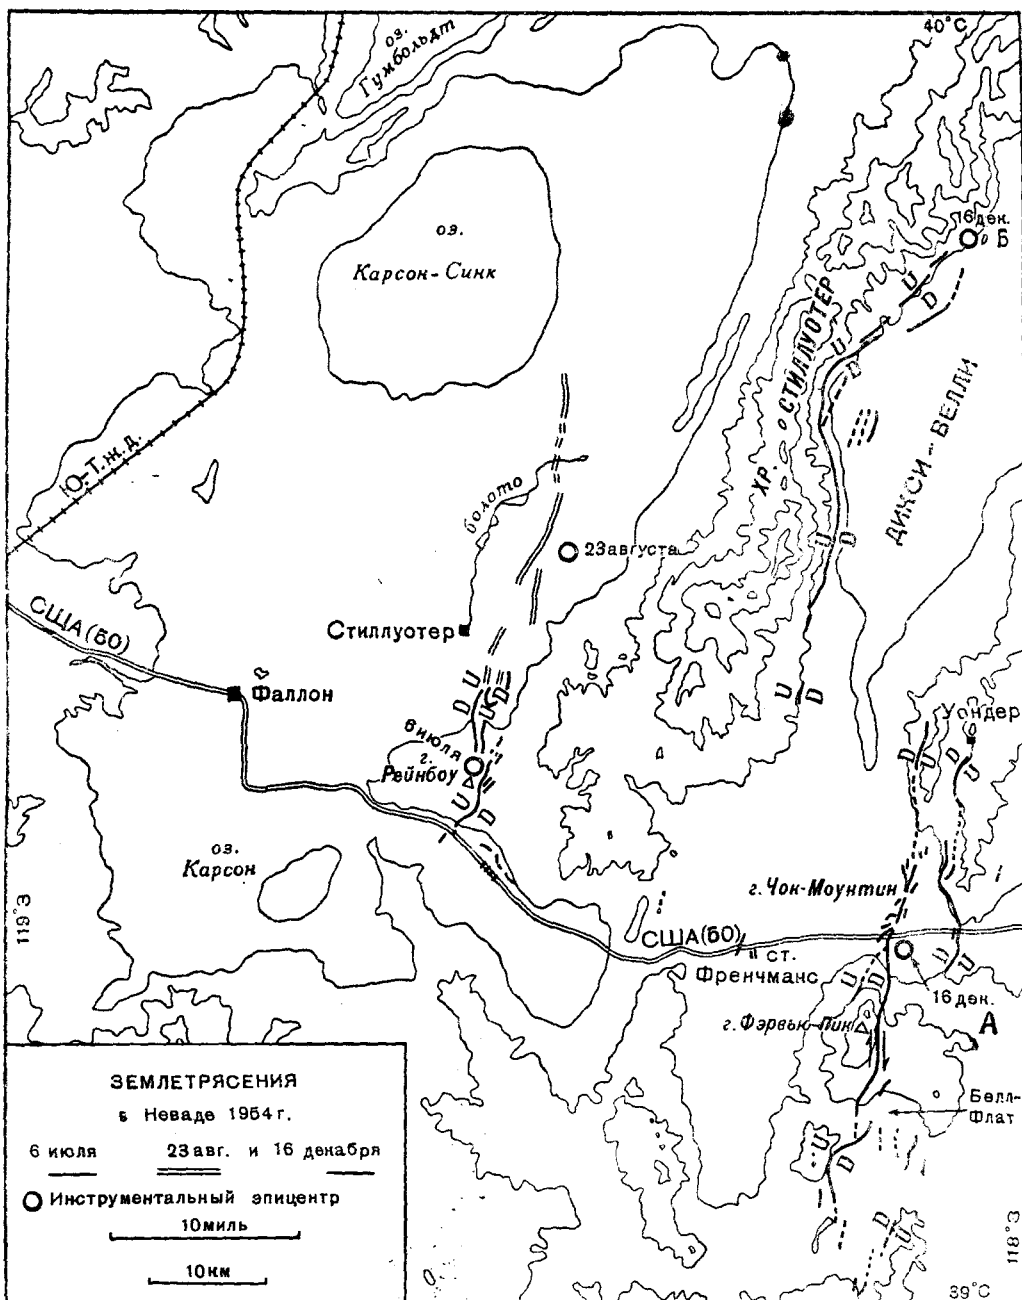 40°С
оз.
Гумбольдт
16 дек.
Б
оз.
Карсон-Синк
ХР. СТИЛЛУОТЕР
ДИКСИ-ВЕЛЛИ
U
D
U
D
Ю-Т.Ж.Д.
болото
23 августа
U D
США (50)
Стиллуотер
Фаллон
D U
U D
U
D
Уондер
6 июля
г.
Рейнбоу
D
U
D
U
U
D
оз.
Карсон
г. Чок-Моунтин
119°З
США (50)
ст.
Френчманс
U
D
D
U
16 дек.
А
г. Фэрвью-Пик
Белл-
Флат
U
D
D
U
118°З
39°С
ЗЕМЛЕТРЯСЕНИЯ
в Неваде 1954 г.
6 июля 23 авг. и 16 декабря
Инструментальный эпицентр
10 миль
10 км